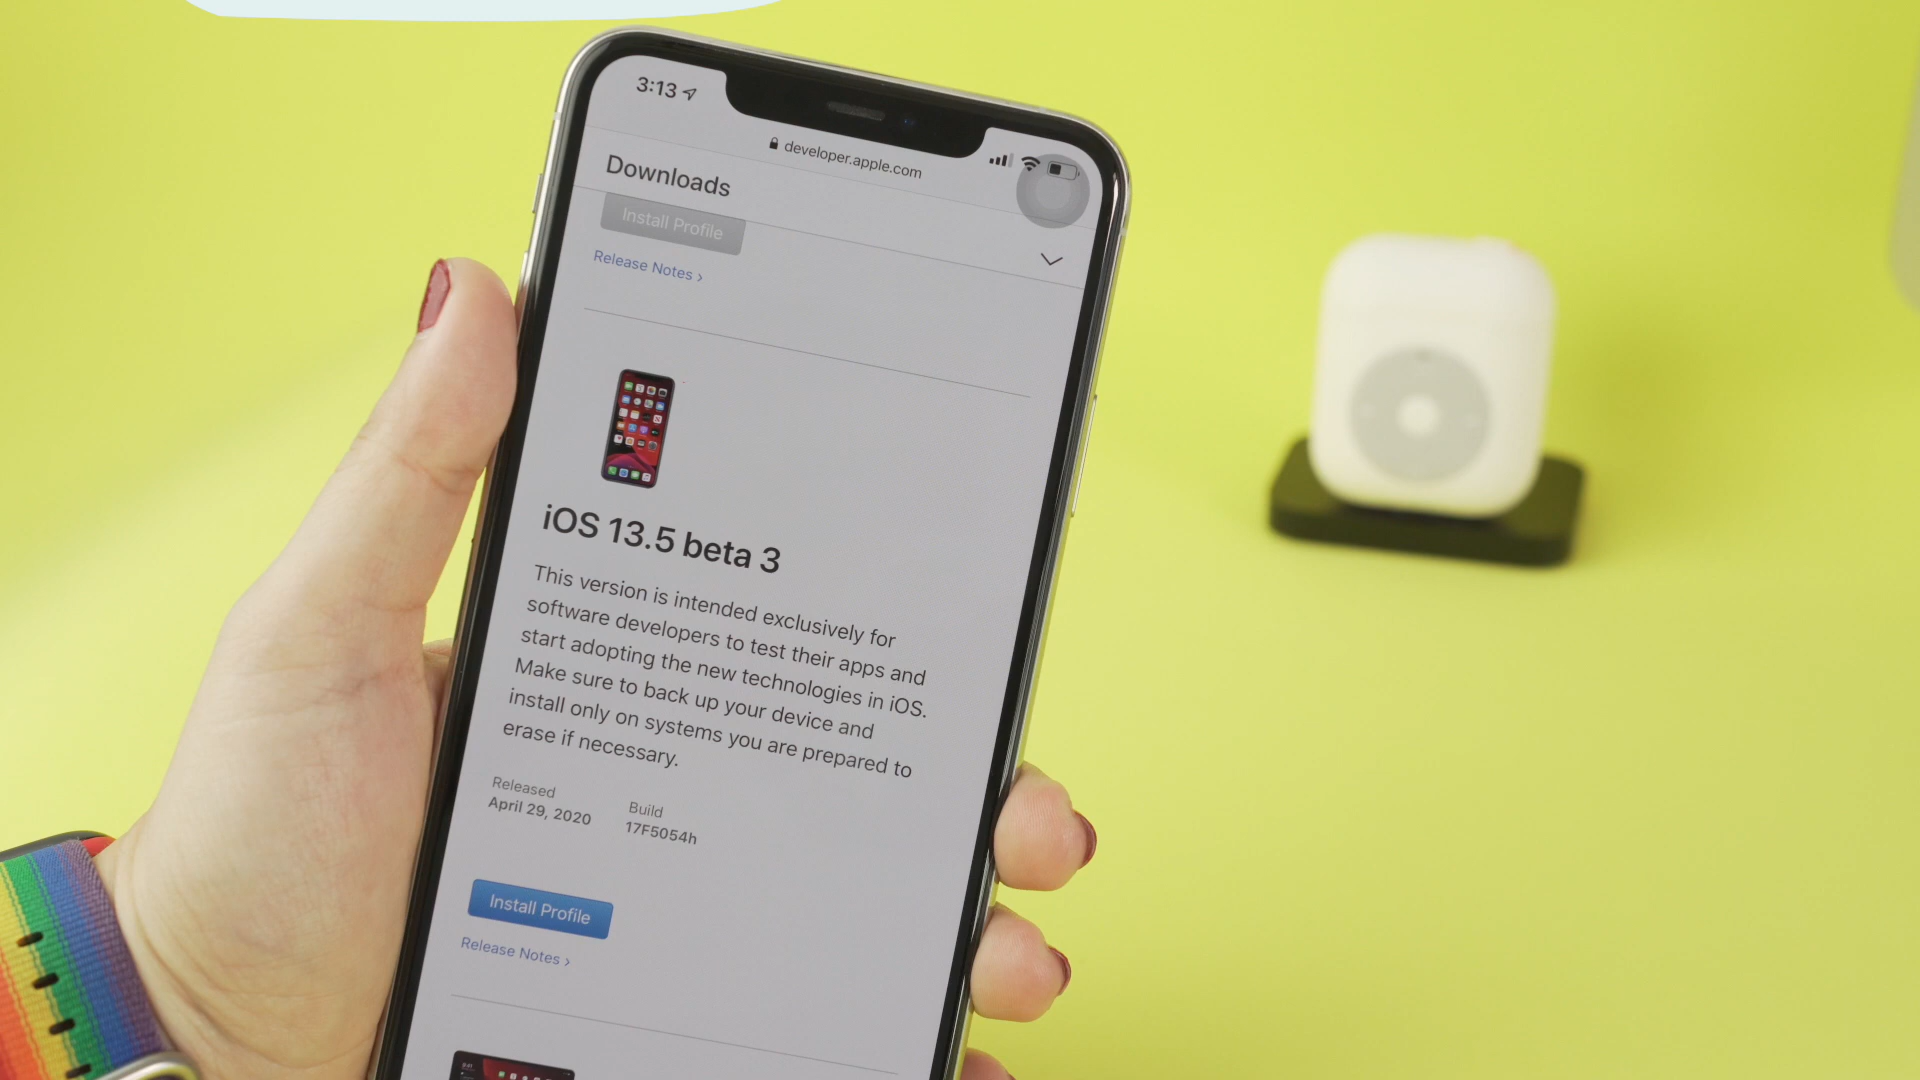 3:13
developer.apple.com
Downloads
Install Profile
Release Notes ›
iOS 13.5 beta 3
This version is intended exclusively for
software developers to test their apps and
start adopting the new technologies in iOS.
Make sure to back up your device and
install only on systems you are prepared to
erase if necessary.
Released
April 29, 2020
Build
17F5054h
Install Profile
Release Notes ›